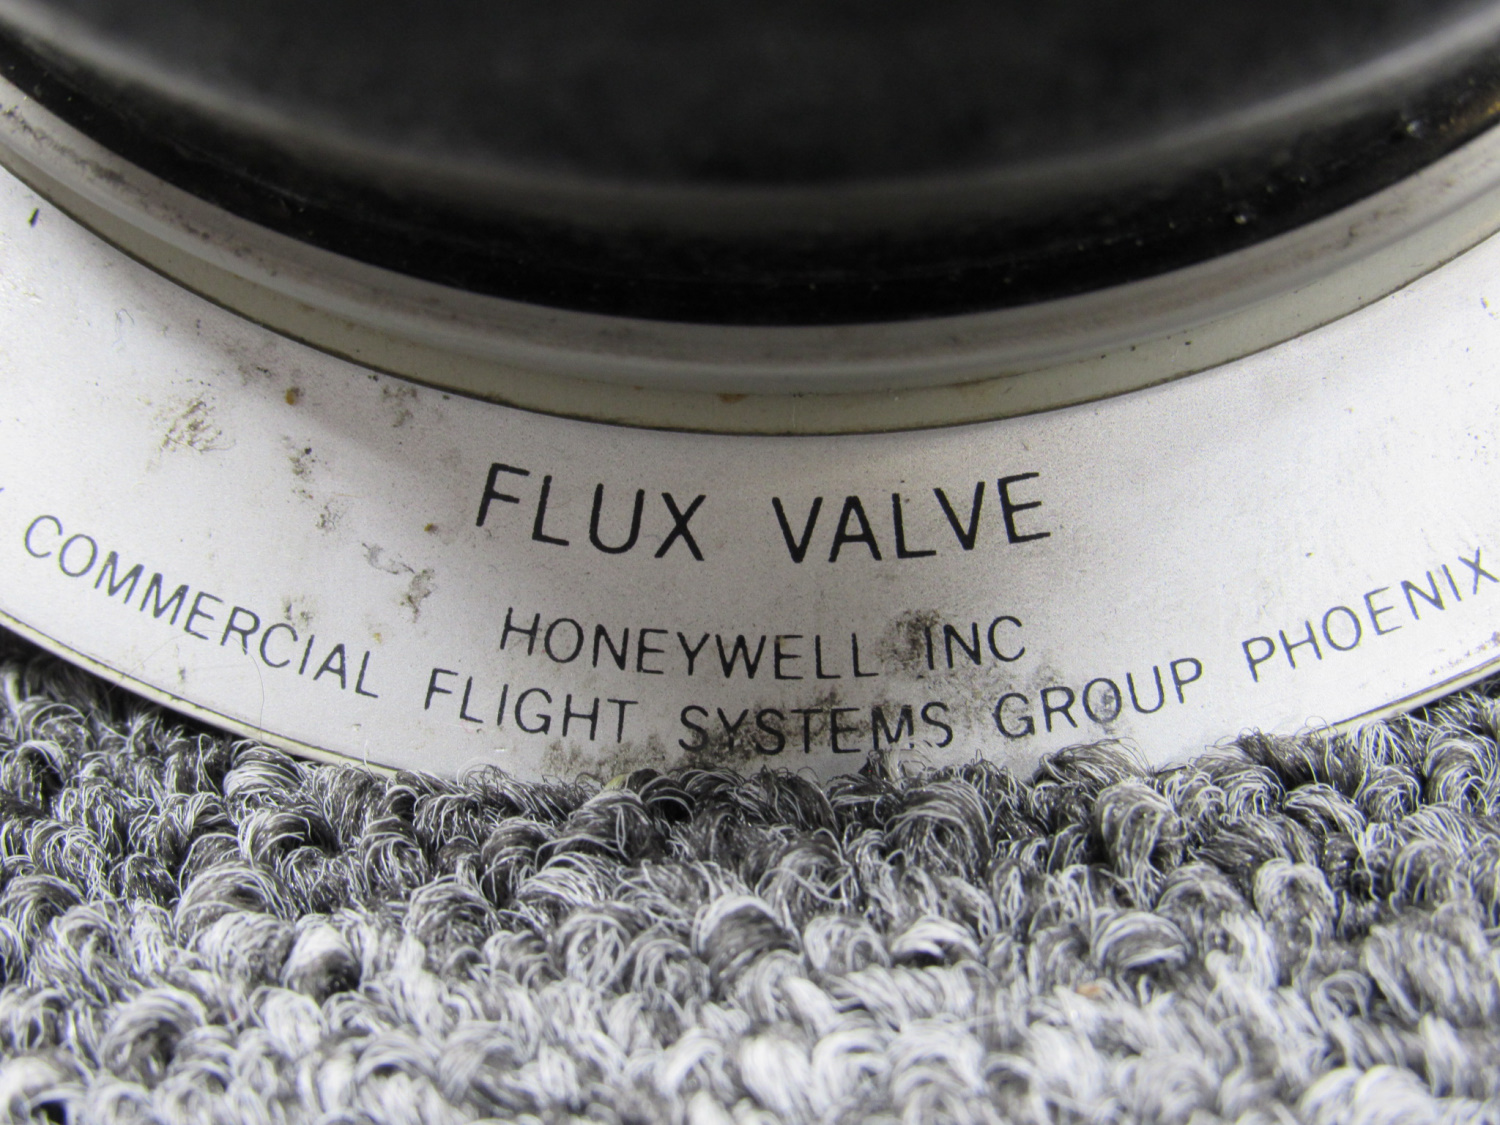 FLUX VALVE
HONEYWELL INC
COMMERCIAL FLIGHT SYSTEMS GROUP PHOENIX